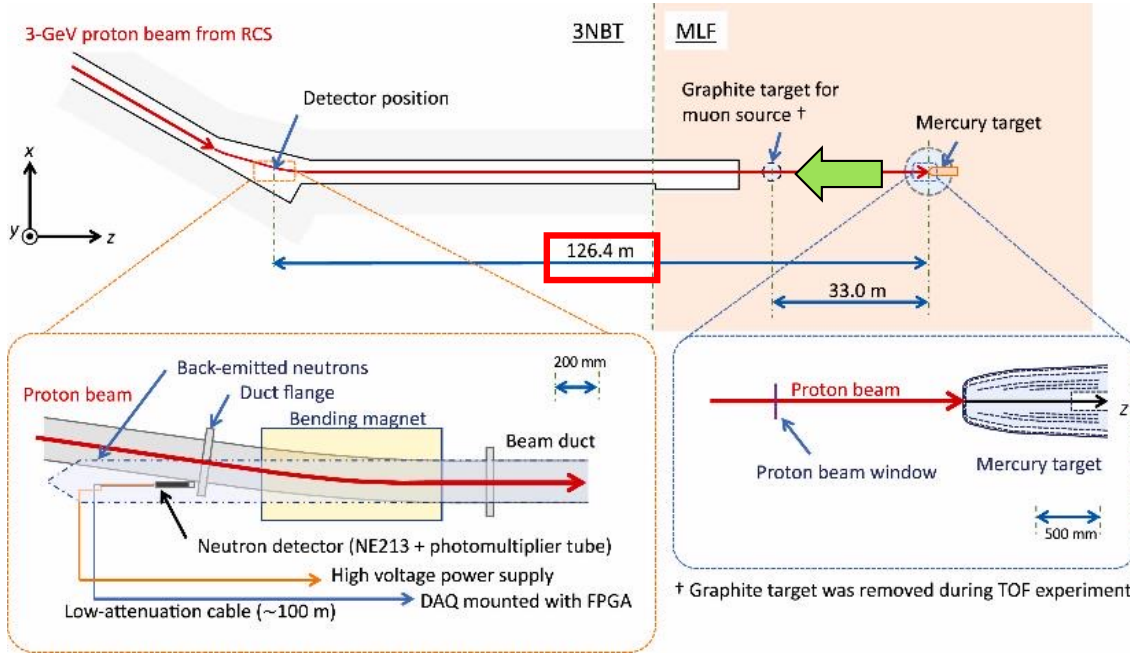 3-GeV proton beam from RCS
3NBT
MLF
Detector position
Graphite target for
muon source †
Mercury target
x
y
z
126.4 m
33.0 m
Back-emitted neutrons
Proton beam
Duct flange
Bending magnet
200 mm
Beam duct
Neutron detector (NE213 + photomultiplier tube)
High voltage power supply
Low-attenuation cable (~100 m)
DAQ mounted with FPGA
Proton beam
Z
Proton beam window
Mercury target
500 mm
† Graphite target was removed during TOF experiment